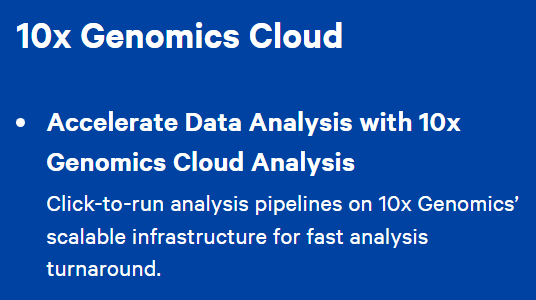 10x Genomics Cloud
• Accelerate Data Analysis with 10x
Genomics Cloud Analysis
Click-to-run analysis pipelines on 10x Genomics’
scalable infrastructure for fast analysis
turnaround.